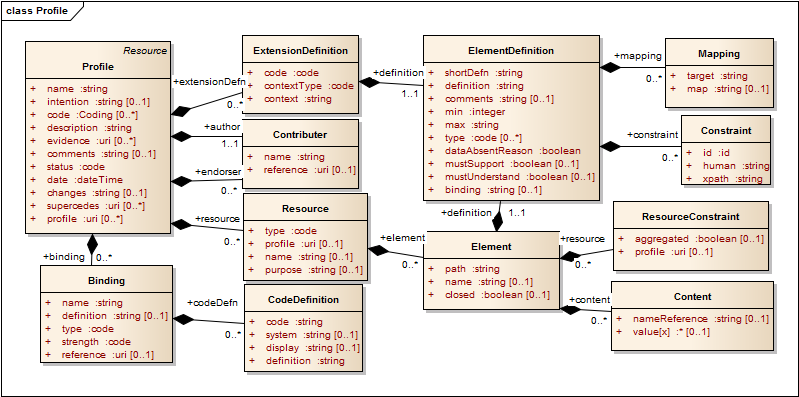 class Profile
Resource
Profile
+ name :string
+ intention :string [0..1]
+ code :Coding [0..*]
+ description :string
+ evidence :uri [0..*]
+ comments :string [0..1]
+ status :code
+ date :dateTime
+ changes :string [0..1]
+ supercedes :uri [0..*]
+ profile :uri [0..*]
+extensionDefn
0..*
ExtensionDefinition
+ code :code
+ contextType :code
+ context :string
+definition
1..1
ElementDefinition
+ shortDefn :string
+ definition :string
+ comments :string [0..1]
+ min :integer
+ max :string
+ type :code [0..*]
+ dataAbsentReason :boolean
+ mustSupport :boolean [0..1]
+ mustUnderstand :boolean [0..1]
+ binding :string [0..1]
+mapping
0..*
Mapping
+ target :string
+ map :string [0..1]
+constraint
0..*
Constraint
+ id :id
+ human :string
+ xpath :string
+author
1..1
Contributer
+ name :string
+ reference :uri [0..1]
+endorser
0..*
+resource
0..*
Resource
+ type :code
+ profile :uri [0..1]
+ name :string [0..1]
+ purpose :string [0..1]
+element
0..*
+definition
1..1
Element
+ path :string
+ name :string [0..1]
+ closed :boolean [0..1]
+resource
0..*
ResourceConstraint
+ aggregated :boolean [0..1]
+ profile :uri [0..1]
+content
0..*
Content
+ nameReference :string [0..1]
+ value[x] :* [0..1]
+binding
0..*
Binding
+ name :string
+ definition :string [0..1]
+ type :code
+ strength :code
+ reference :uri [0..1]
+codeDefn
0..*
CodeDefinition
+ code :string
+ system :string [0..1]
+ display :string [0..1]
+ definition :string